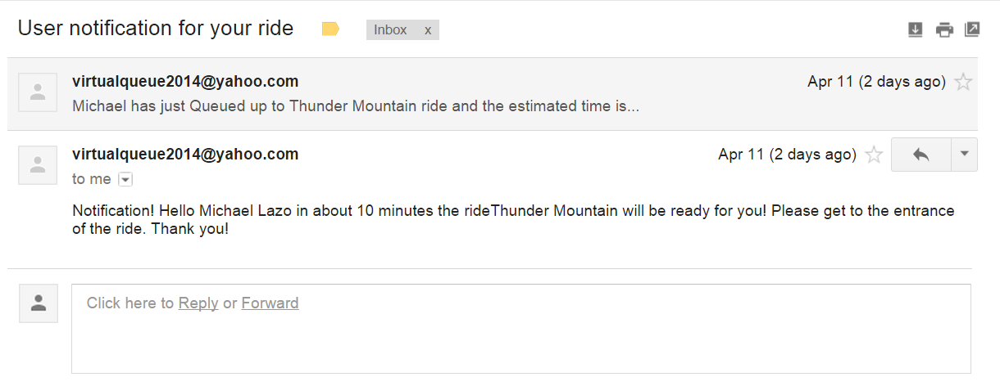 User notification for your ride Inbox x
virtualqueue2014@yahoo.com Apr 11 (2 days ago)
Michael has just Queued up to Thunder Mountain ride and the estimated time is...
virtualqueue2014@yahoo.com Apr 11 (2 days ago)
to me
Notification! Hello Michael Lazo in about 10 minutes the rideThunder Mountain will be ready for you! Please get to the entrance
of the ride. Thank you!
Click here to Reply or Forward